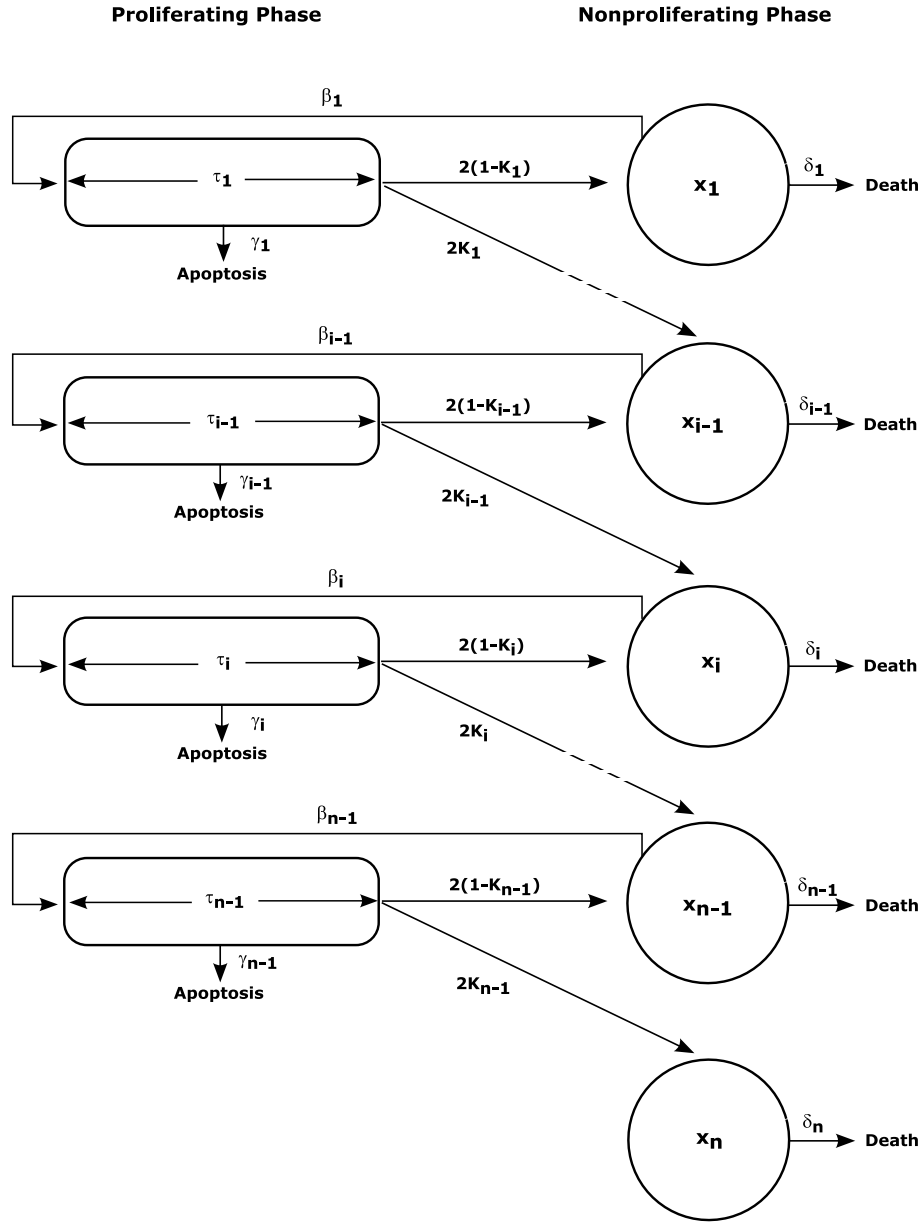 Proliferating Phase Nonproliferating Phase
β₁
τ₁ 2(1-K₁) x₁ δ₁ Death
γ₁ 2K₁
Apoptosis
βᵢ₋₁
τᵢ₋₁ 2(1-Kᵢ₋₁) xᵢ₋₁ δᵢ₋₁ Death
γᵢ₋₁ 2Kᵢ₋₁
Apoptosis
βᵢ
τᵢ 2(1-Kᵢ) xᵢ δᵢ Death
γᵢ 2Kᵢ
Apoptosis
βₙ₋₁
τₙ₋₁ 2(1-Kₙ₋₁) xₙ₋₁ δₙ₋₁ Death
γₙ₋₁ 2Kₙ₋₁
Apoptosis
xₙ δₙ Death